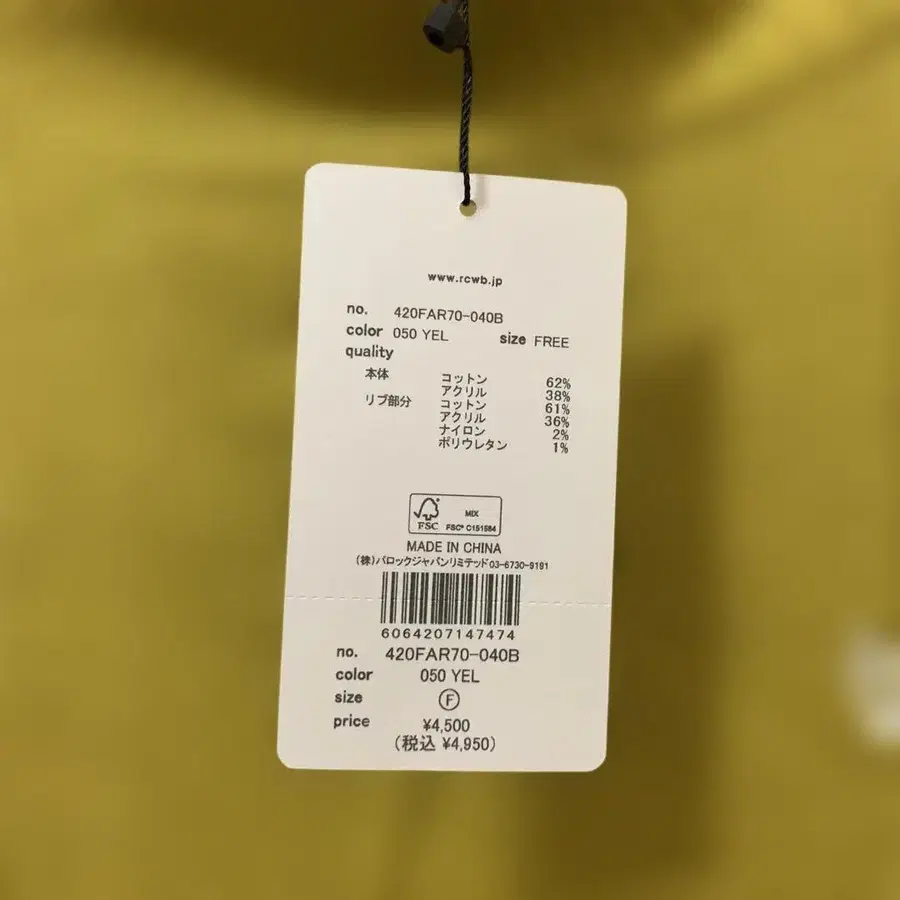 www.rcwb.jp
no. 420FAR70-040B
color 050 YEL size FREE
quality
本体 コットン 62%
アクリル 38%
リブ部分 コットン 61%
アクリル 36%
ナイロン 2%
ポリウレタン 1%
FSC MIX
FSC® C151584
MADE IN CHINA
(株)バロックジャパンリミテッド03-6730-9191
6064207147474
no. 420FAR70-040B
color 050 YEL
size Ⓕ
price ¥4,500
(税込 ¥4,950)